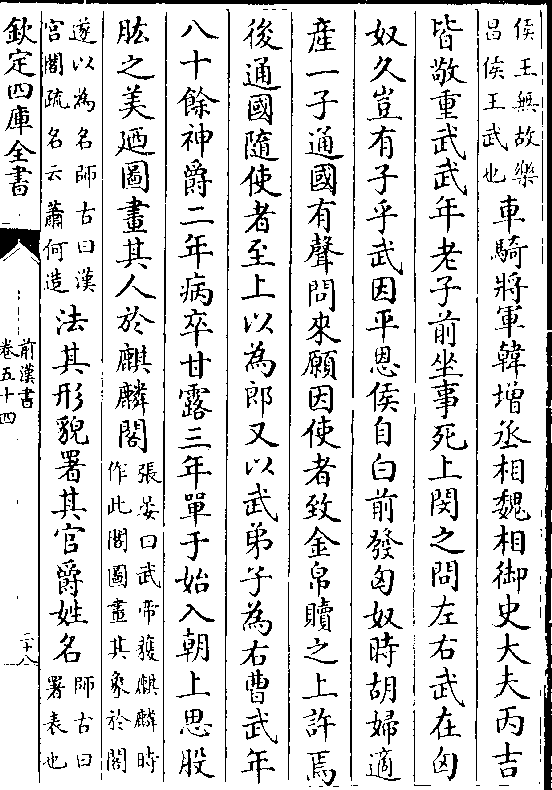 侯王無故樂
昌侯王武也
車騎將軍韓增丞相魏相御史大夫丙吉
皆敬重武武年老子前坐事死上閔之問左右武在匈
奴久豈有子乎武因平恩侯自白前發匈奴時胡婦適
產一子通國有聲問來願因使者致金帛贖之上許焉
後通國隨使者至上以為郎又以武弟子為右曹武年
八十餘神爵二年病卒甘露三年單于始入朝上思股
肱之美廼圖畫其人於麒麟閣
張晏曰武帝獲麒麟時
作此閣圖畫其象於閣
遂以為名師古曰漢
宮閣疏名云蕭何造
法其形貌署其官爵姓名
師古曰
署表也
欽定四庫全書
前漢書
卷五十四
二十八